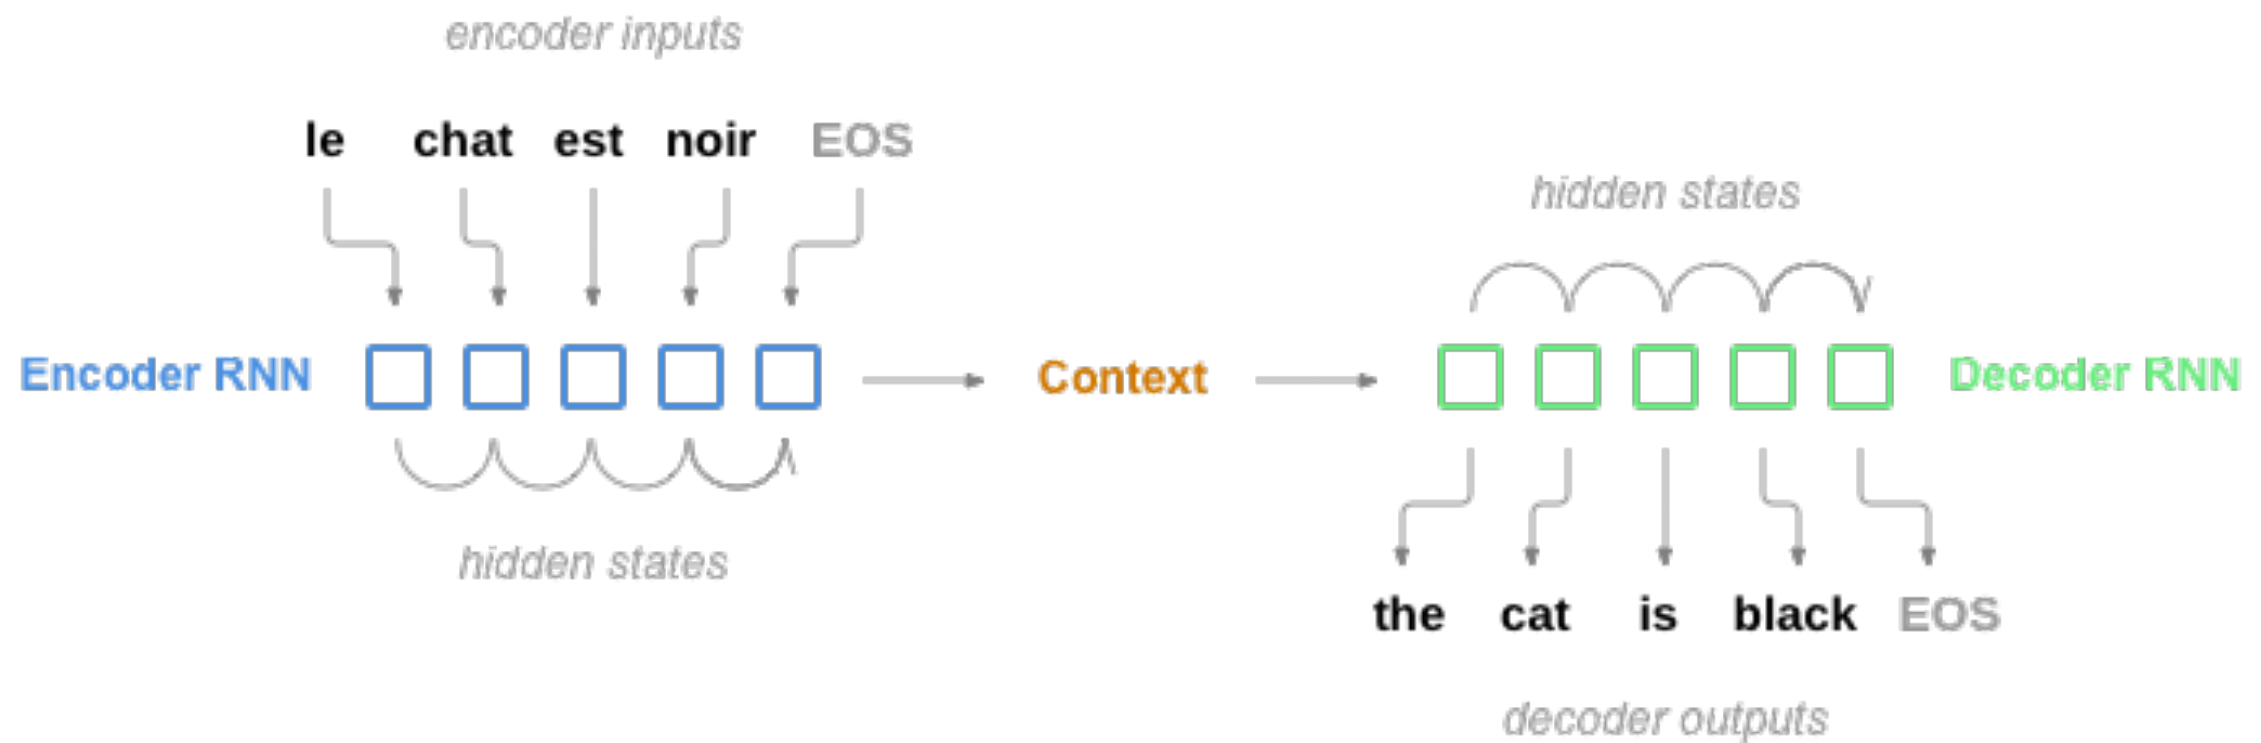 encoder inputs
le chat est noir EOS
hidden states
Encoder RNN
Context
Decoder RNN
hidden states
the cat is black EOS
decoder outputs